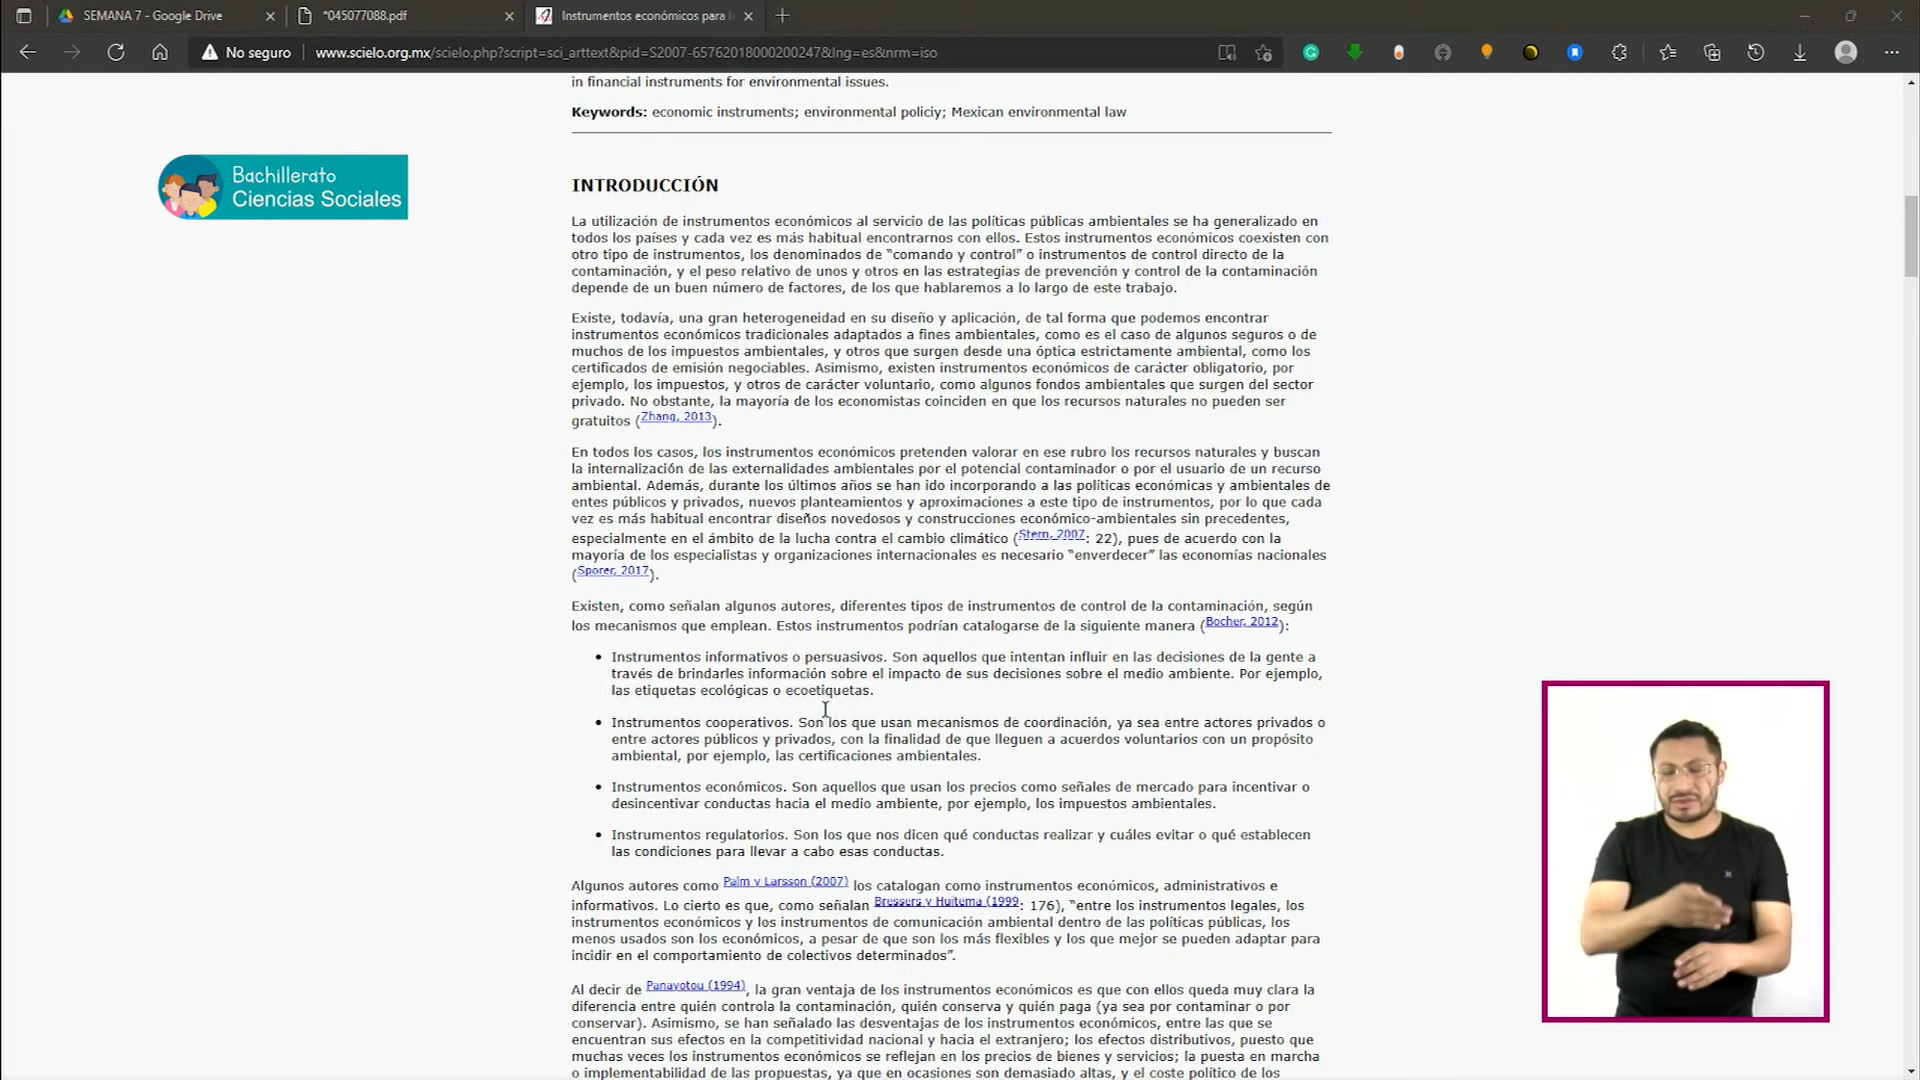 SEMANA 7 - Google Drive
*045077088.pdf
Instrumentos económicos para l
No seguro
www.scielo.org.mx/scielo.php?script=sci_arttext&pid=S2007-65762018000200247&lng=es&nrm=iso
in financial instruments for environmental issues.
Keywords: economic instruments; environmental policiy; Mexican environmental law
Bachillerato
Ciencias Sociales
INTRODUCCIÓN
La utilización de instrumentos económicos al servicio de las políticas públicas ambientales se ha generalizado en
todos los países y cada vez es más habitual encontrarnos con ellos. Estos instrumentos económicos coexisten con
otro tipo de instrumentos, los denominados de “comando y control” o instrumentos de control directo de la
contaminación, y el peso relativo de unos y otros en las estrategias de prevención y control de la contaminación
depende de un buen número de factores, de los que hablaremos a lo largo de este trabajo.
Existe, todavía, una gran heterogeneidad en su diseño y aplicación, de tal forma que podemos encontrar
instrumentos económicos tradicionales adaptados a fines ambientales, como es el caso de algunos seguros o de
muchos de los impuestos ambientales, y otros que surgen desde una óptica estrictamente ambiental, como los
certificados de emisión negociables. Asimismo, existen instrumentos económicos de carácter obligatorio, por
ejemplo, los impuestos, y otros de carácter voluntario, como algunos fondos ambientales que surgen del sector
privado. No obstante, la mayoría de los economistas coinciden en que los recursos naturales no pueden ser
gratuitos (Zhang, 2013).
En todos los casos, los instrumentos económicos pretenden valorar en ese rubro los recursos naturales y buscan
la internalización de las externalidades ambientales por el potencial contaminador o por el usuario de un recurso
ambiental. Además, durante los últimos años se han ido incorporando a las políticas económicas y ambientales de
entes públicos y privados, nuevos planteamientos y aproximaciones a este tipo de instrumentos, por lo que cada
vez es más habitual encontrar diseños novedosos y construcciones económico-ambientales sin precedentes,
especialmente en el ámbito de la lucha contra el cambio climático (Stern, 2007: 22), pues de acuerdo con la
mayoría de los especialistas y organizaciones internacionales es necesario “enverdecer” las economías nacionales
(Sporer, 2017).
Existen, como señalan algunos autores, diferentes tipos de instrumentos de control de la contaminación, según
los mecanismos que emplean. Estos instrumentos podrían catalogarse de la siguiente manera (Bocher, 2012):
• Instrumentos informativos o persuasivos. Son aquellos que intentan influir en las decisiones de la gente a
través de brindarles información sobre el impacto de sus decisiones sobre el medio ambiente. Por ejemplo,
las etiquetas ecológicas o ecoetiquetas.
• Instrumentos cooperativos. Son los que usan mecanismos de coordinación, ya sea entre actores privados o
entre actores públicos y privados, con la finalidad de que lleguen a acuerdos voluntarios con un propósito
ambiental, por ejemplo, las certificaciones ambientales.
• Instrumentos económicos. Son aquellos que usan los precios como señales de mercado para incentivar o
desincentivar conductas hacia el medio ambiente, por ejemplo, los impuestos ambientales.
• Instrumentos regulatorios. Son los que nos dicen qué conductas realizar y cuáles evitar o qué establecen
las condiciones para llevar a cabo esas conductas.
Algunos autores como Palm y Larsson (2007) los catalogan como instrumentos económicos, administrativos e
informativos. Lo cierto es que, como señalan Bressers y Huitema (1999: 176), “entre los instrumentos legales, los
instrumentos económicos y los instrumentos de comunicación ambiental dentro de las políticas públicas, los
menos usados son los económicos, a pesar de que son los más flexibles y los que mejor se pueden adaptar para
incidir en el comportamiento de colectivos determinados”.
Al decir de Panayotou (1994), la gran ventaja de los instrumentos económicos es que con ellos queda muy clara la
diferencia entre quién controla la contaminación, quién conserva y quién paga (ya sea por contaminar o por
conservar). Asimismo, se han señalado las desventajas de los instrumentos económicos, entre las que se
encuentran sus efectos en la competitividad nacional y hacia el extranjero; los efectos distributivos, puesto que
muchas veces los instrumentos económicos se reflejan en los precios de bienes y servicios; la puesta en marcha
o implementabilidad de las propuestas, ya que en ocasiones son demasiado altas, y el coste político de los